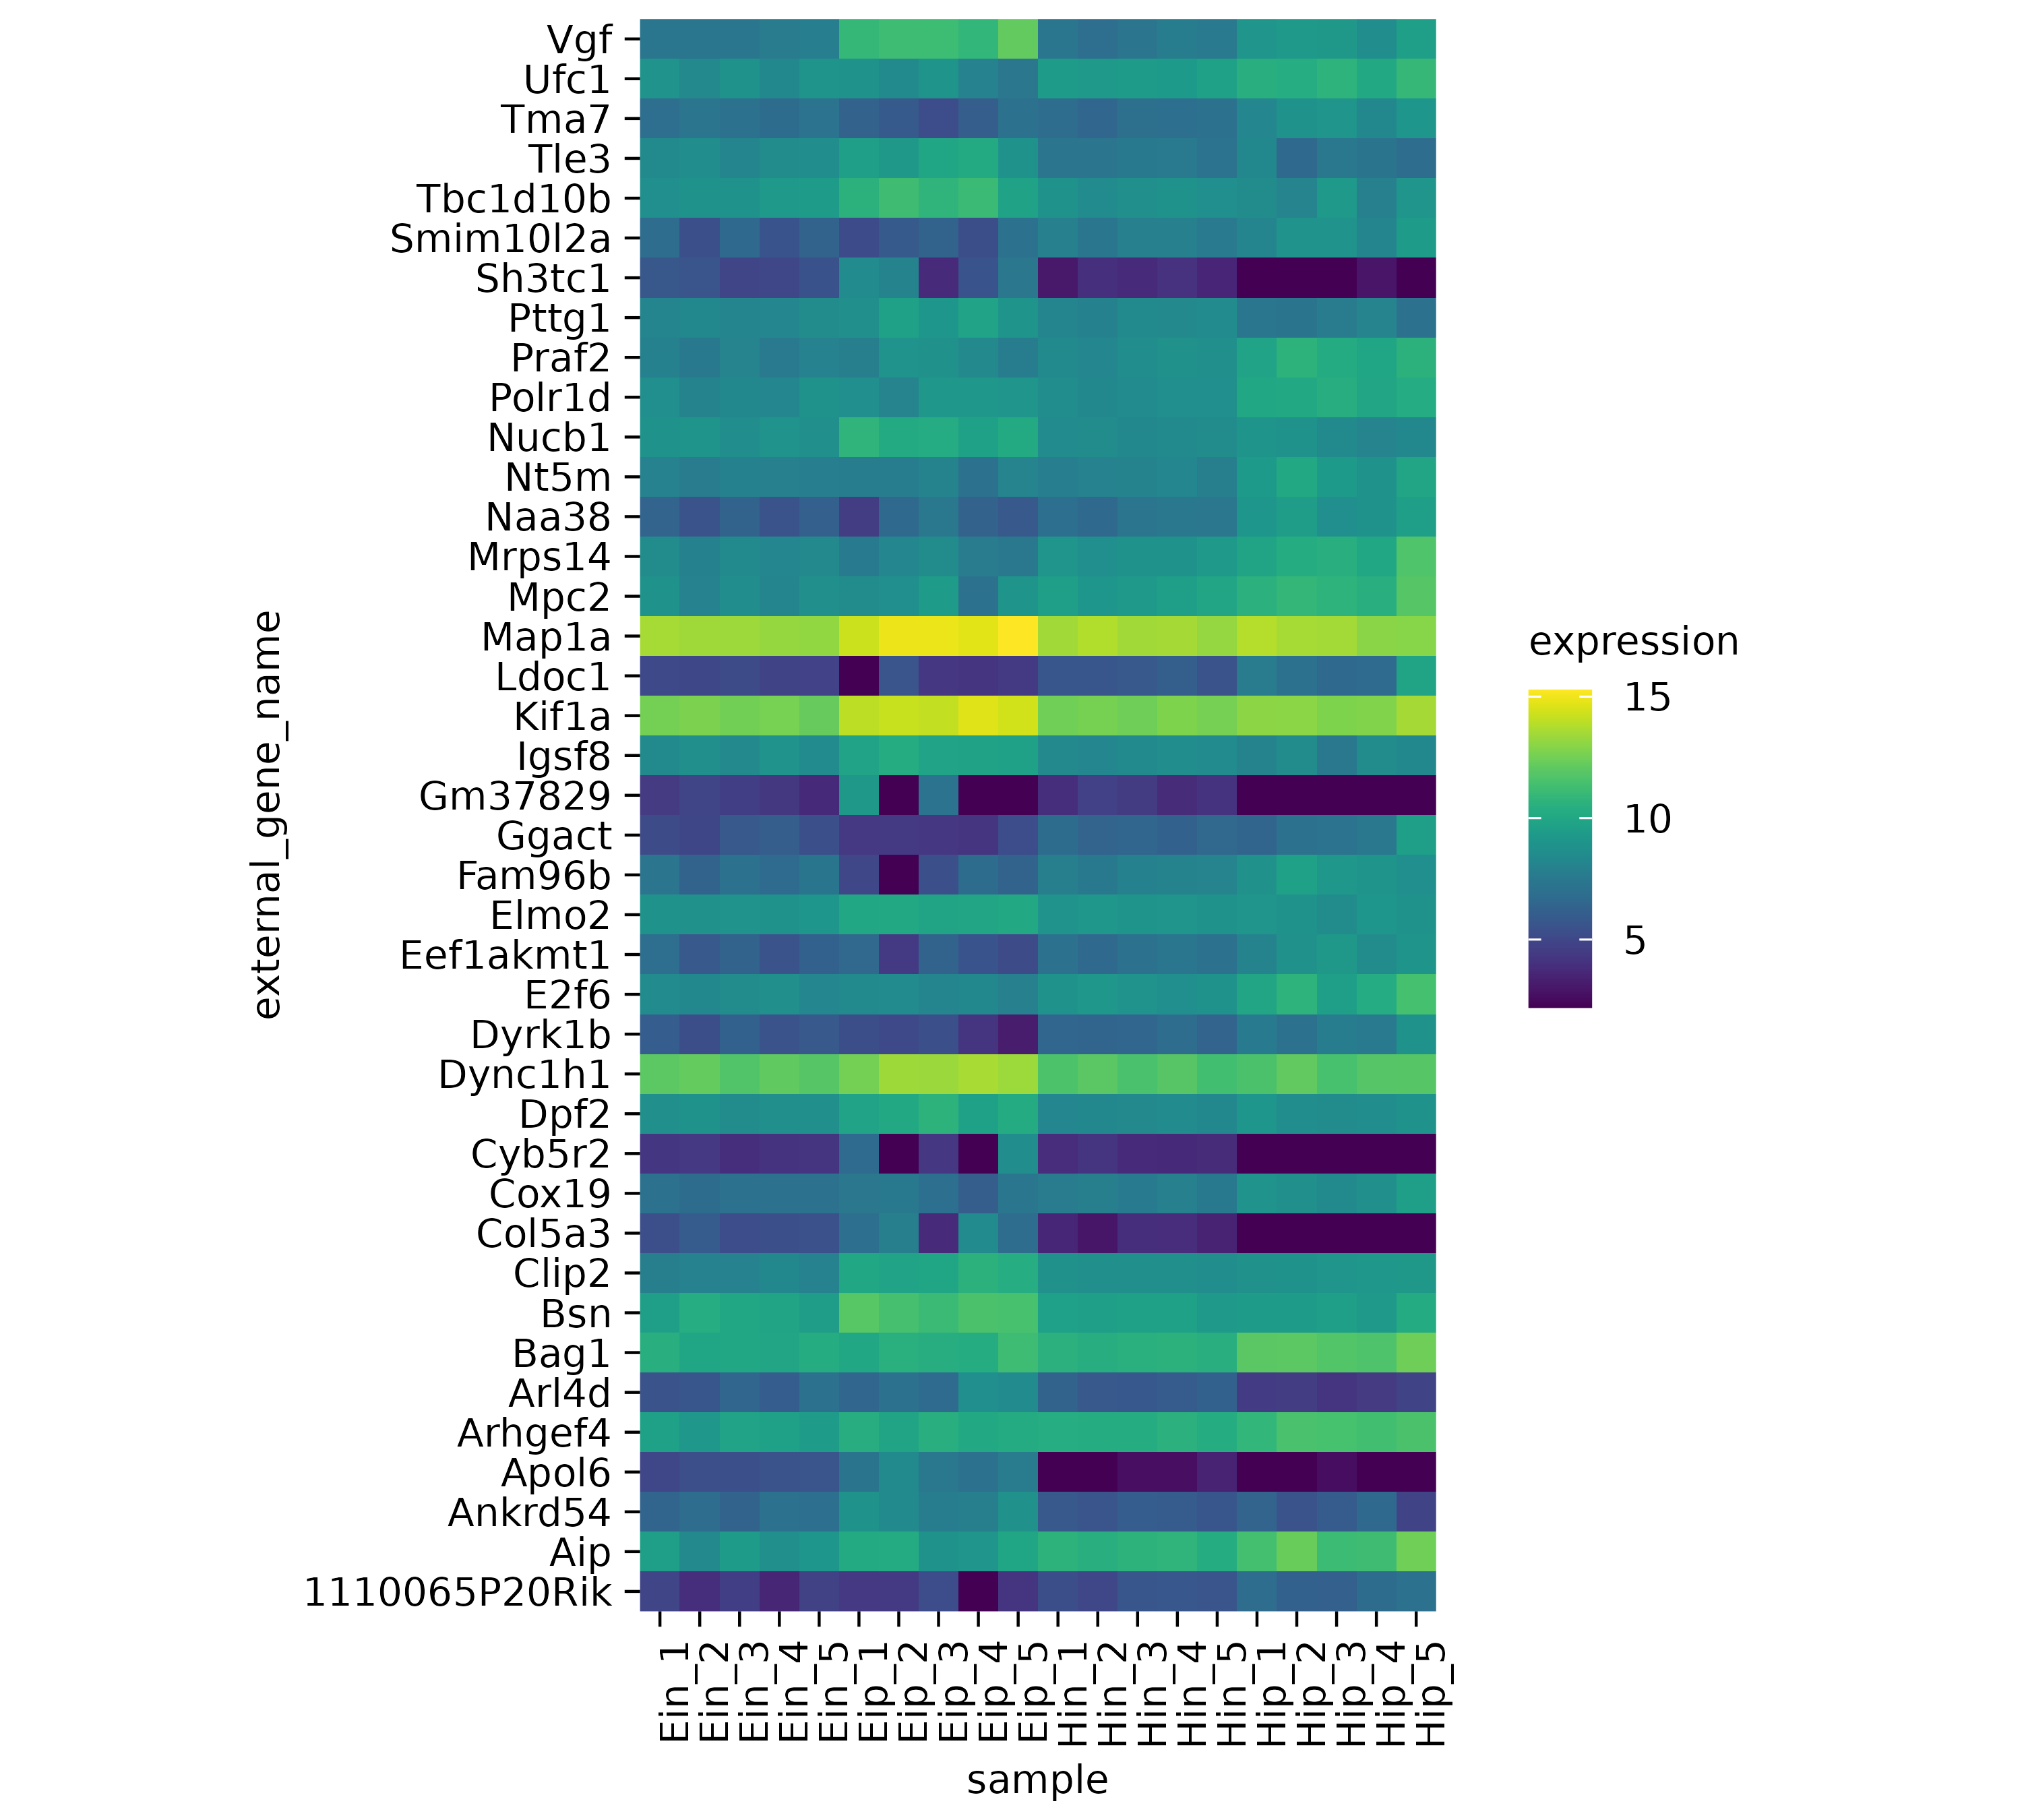 Vgf
Ufc1
Tma7
Tle3
Tbc1d10b
Smim10l2a
Sh3tc1
Pttg1
Praf2
Polr1d
Nucb1
Nt5m
Naa38
Mrps14
Mpc2
Map1a
Ldoc1
Kif1a
Igsf8
Gm37829
Ggact
Fam96b
Elmo2
Eef1akmt1
E2f6
Dyrk1b
Dync1h1
Dpf2
Cyb5r2
Cox19
Col5a3
Clip2
Bsn
Bag1
Arl4d
Arhgef4
Apol6
Ankrd54
Aip
1110065P20Rik
external_gene_name
Ein_1
Ein_2
Ein_3
Ein_4
Ein_5
Eip_1
Eip_2
Eip_3
Eip_4
Eip_5
Hin_1
Hin_2
Hin_3
Hin_4
Hin_5
Hip_1
Hip_2
Hip_3
Hip_4
Hip_5
sample
expression
15
10
5